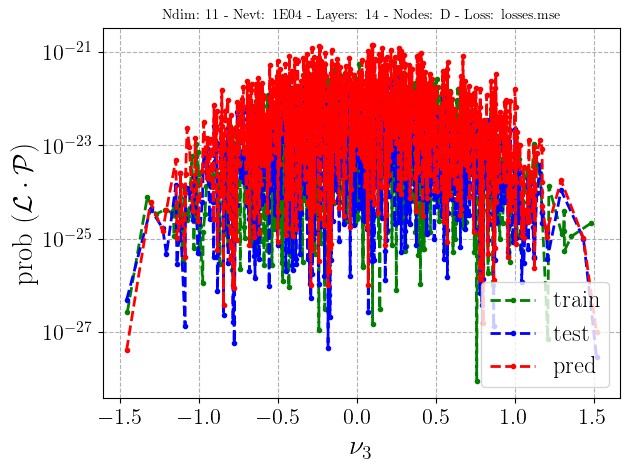 Ndim: 11 - Nevt: 1E04 - Layers: 14 - Nodes: D - Loss: losses.mse
prob (𝓛 · 𝓟)
10⁻²¹
10⁻²³
10⁻²⁵
10⁻²⁷
train
test
pred
−1.5 −1.0 −0.5 0.0 0.5 1.0 1.5
ν₃